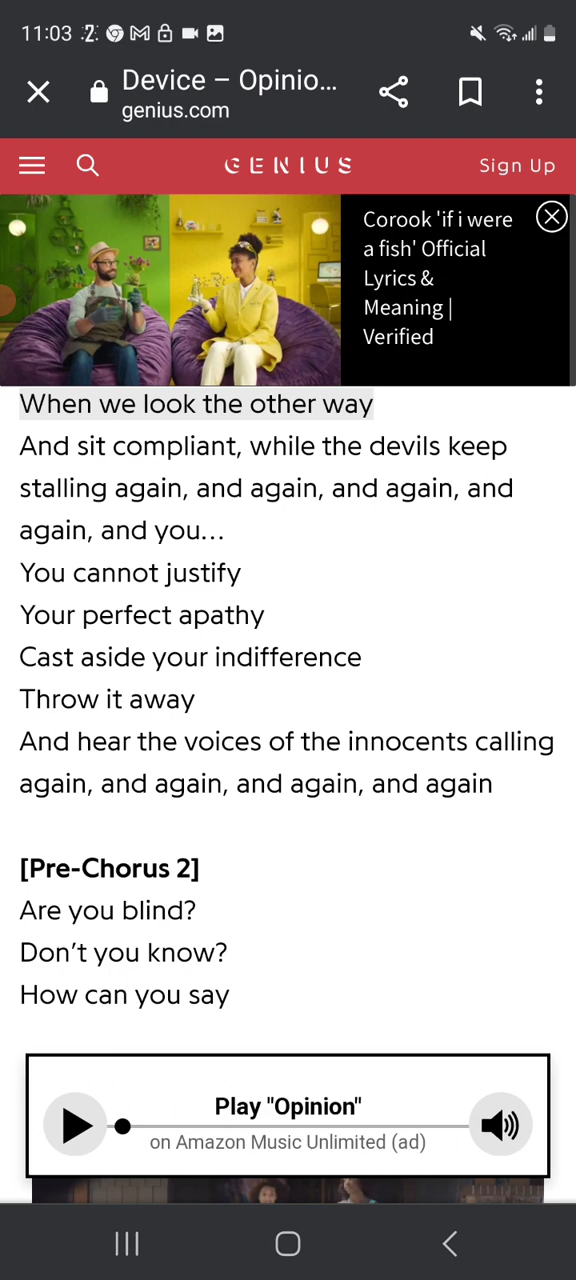 11:03
Device – Opinio...
genius.com
GENIUS
Sign Up
Corook 'if i were
a fish' Official
Lyrics &
Meaning |
Verified
When we look the other way
And sit compliant, while the devils keep
stalling again, and again, and again, and
again, and you...
You cannot justify
Your perfect apathy
Cast aside your indifference
Throw it away
And hear the voices of the innocents calling
again, and again, and again, and again
[Pre-Chorus 2]
Are you blind?
Don't you know?
How can you say
Play "Opinion"
on Amazon Music Unlimited (ad)